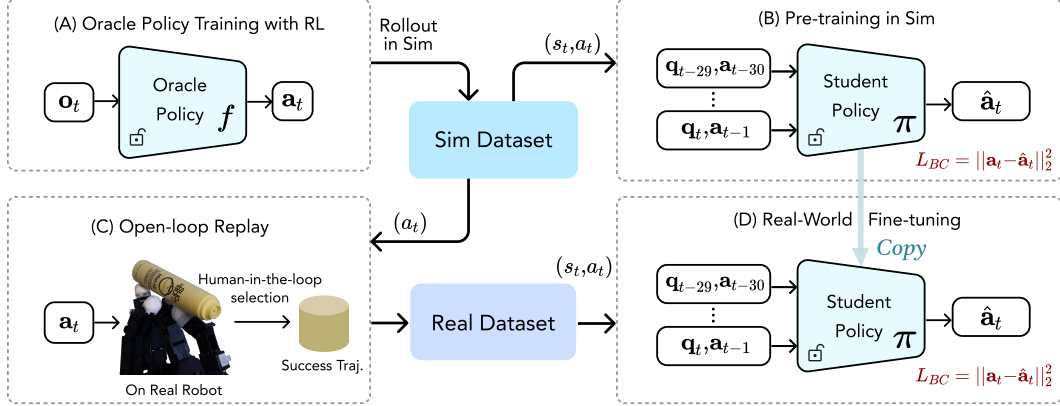 (A) Oracle Policy Training with RL
o_t
Oracle
Policy
f
a_t
Rollout
in Sim
Sim Dataset
(s_t,a_t)
(B) Pre-training in Sim
q_{t-29},a_{t-30}
⋮
q_t,a_{t-1}
Student
Policy
π
â_t
L_{BC} = ||a_t-â_t||_2^2
(C) Open-loop Replay
(a_t)
a_t
Human-in-the-loop
selection
On Real Robot
Success Traj.
Real Dataset
(s_t,a_t)
(D) Real-World Fine-tuning
Copy
q_{t-29},a_{t-30}
⋮
q_t,a_{t-1}
Student
Policy
π
â_t
L_{BC} = ||a_t-â_t||_2^2